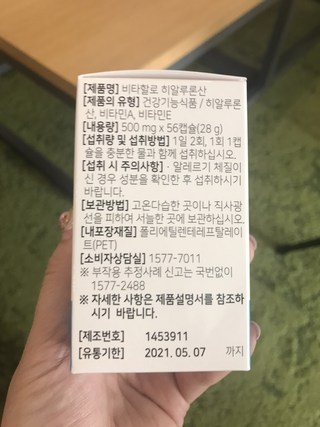 [제품명] 비타할로 히알루론산
[제품의 유형] 건강기능식품 / 히알루론
산, 비타민A, 비타민E
[내용량] 500 mg x 56캡슐(28 g)
[섭취량 및 섭취방법] 1일 2회, 1회 1캡
슐을 충분한 물과 함께 섭취하십시오.
[섭취 시 주의사항] · 알레르기 체질이
신 경우 성분을 확인한 후 섭취하시기
바랍니다.
[보관방법] 고온다습한 곳이나 직사광
선을 피하여 서늘한 곳에 보관하십시오.
[내포장재질] 폴리에틸렌테레프탈레이
트(PET)
[소비자상담실] 1577-7011
※ 부작용 추정사례 신고는 국번없이
1577-2488
※ 자세한 사항은 제품설명서를 참조하
시기 바랍니다.
[제조번호] 1453911
[유통기한] 2021. 05. 07 까지